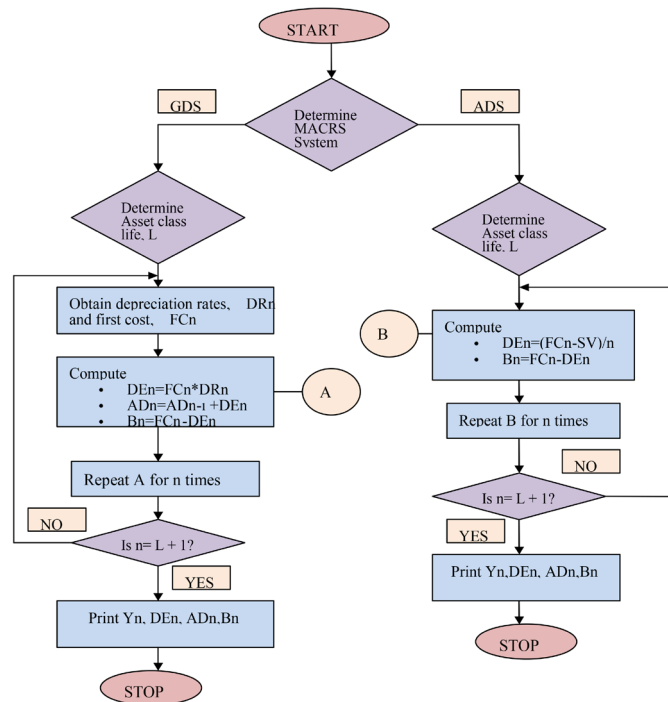 START
GDS
ADS
Determine
MACRS
System
Determine
Asset class
life, L
Determine
Asset class
life, L
Obtain depreciation rates, DRn
and first cost, FCn
Compute
• DEn=FCn*DRn
• ADn=ADn-1 +DEn
• Bn=FCn-DEn
A
Repeat A for n times
NO
Is n= L + 1?
YES
Print Yn, DEn, ADn,Bn
STOP
B
Compute
• DEn=(FCn-SV)/n
• Bn=FCn-DEn
Repeat B for n times
NO
Is n= L + 1?
YES
Print Yn,DEn, ADn,Bn
STOP